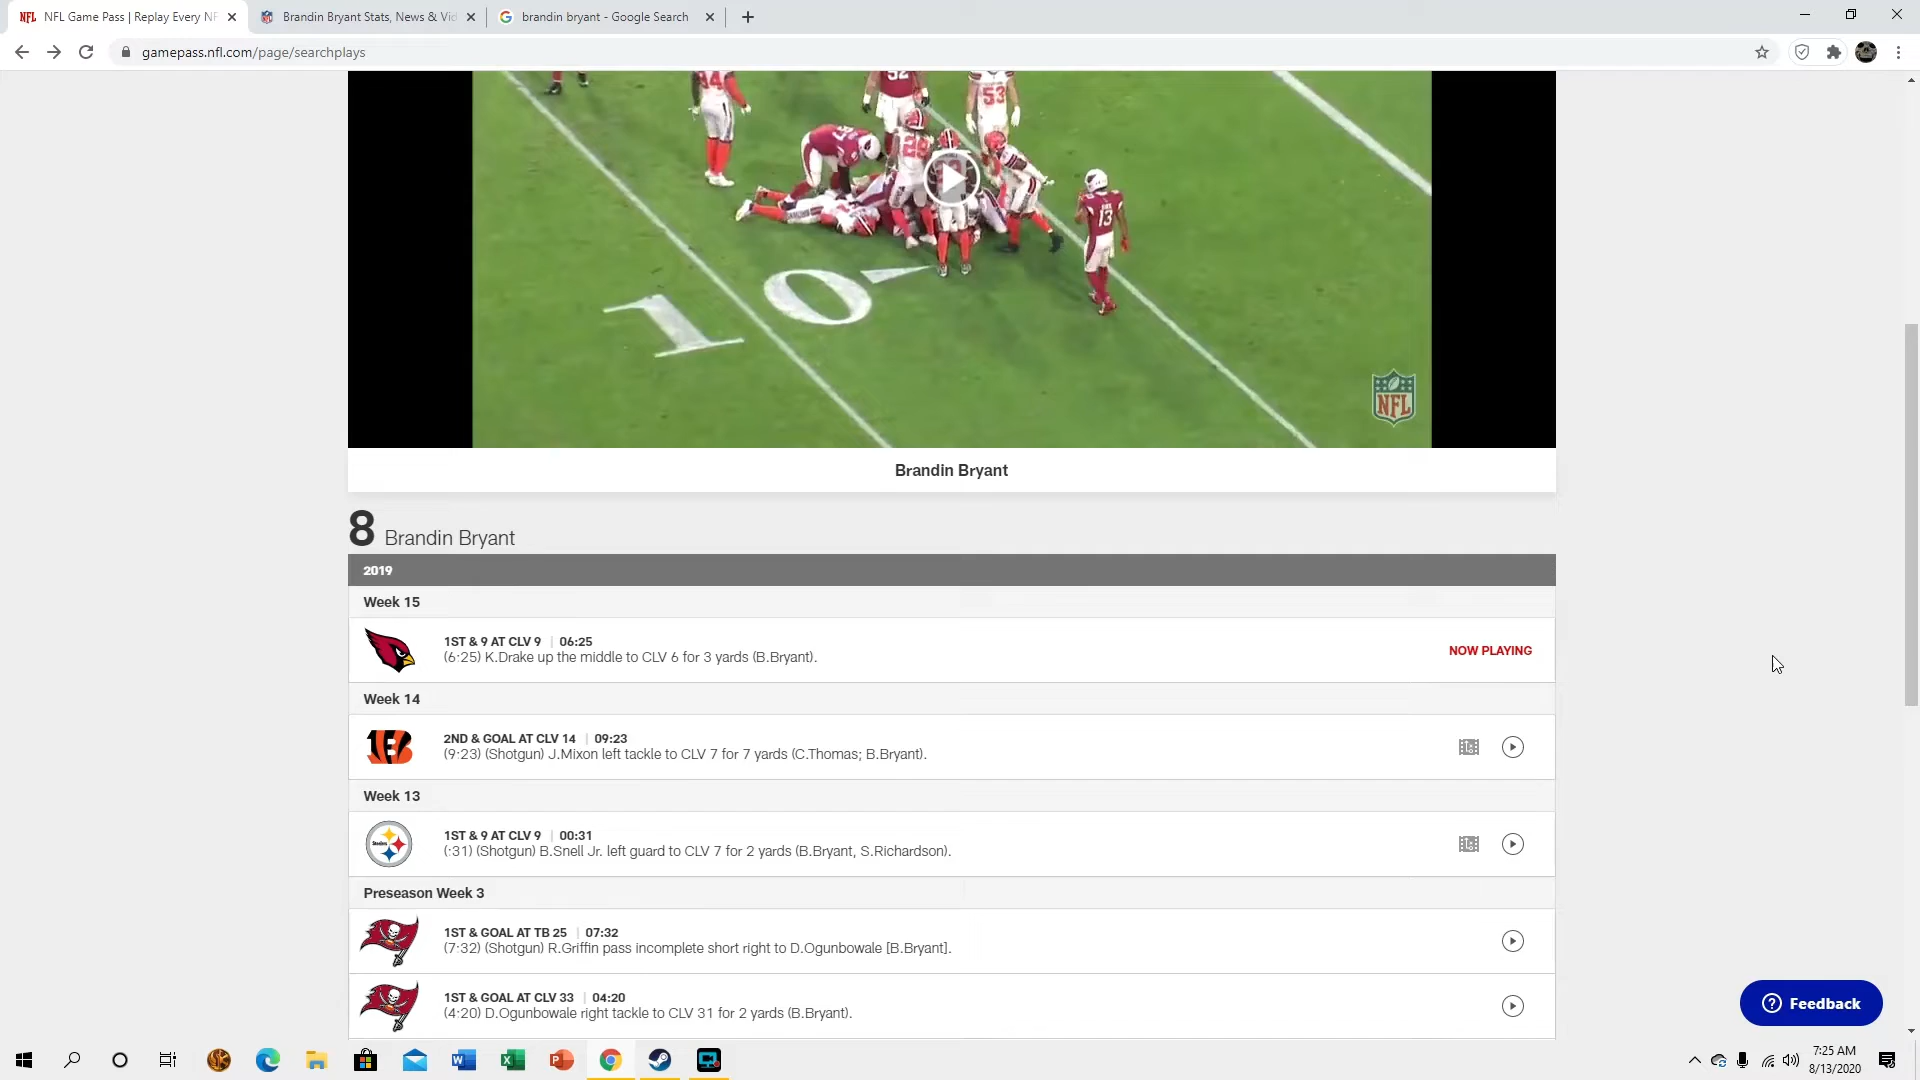 NFL Game Pass | Replay Every NF
Brandin Bryant Stats, News & Vid
brandin bryant - Google Search
gamepass.nfl.com/page/searchplays
53
29
13
10
NFL
Brandin Bryant
8 Brandin Bryant
2019
Week 15
1ST & 9 AT CLV 9 | 06:25
(6:25) K.Drake up the middle to CLV 6 for 3 yards (B.Bryant).
NOW PLAYING
Week 14
2ND & GOAL AT CLV 14 | 09:23
(9:23) (Shotgun) J.Mixon left tackle to CLV 7 for 7 yards (C.Thomas; B.Bryant).
Week 13
Steelers
1ST & 9 AT CLV 9 | 00:31
(:31) (Shotgun) B.Snell Jr. left guard to CLV 7 for 2 yards (B.Bryant, S.Richardson).
Preseason Week 3
1ST & GOAL AT TB 25 | 07:32
(7:32) (Shotgun) R.Griffin pass incomplete short right to D.Ogunbowale [B.Bryant].
1ST & GOAL AT CLV 33 | 04:20
(4:20) D.Ogunbowale right tackle to CLV 31 for 2 yards (B.Bryant).
Feedback
7:25 AM
8/13/2020